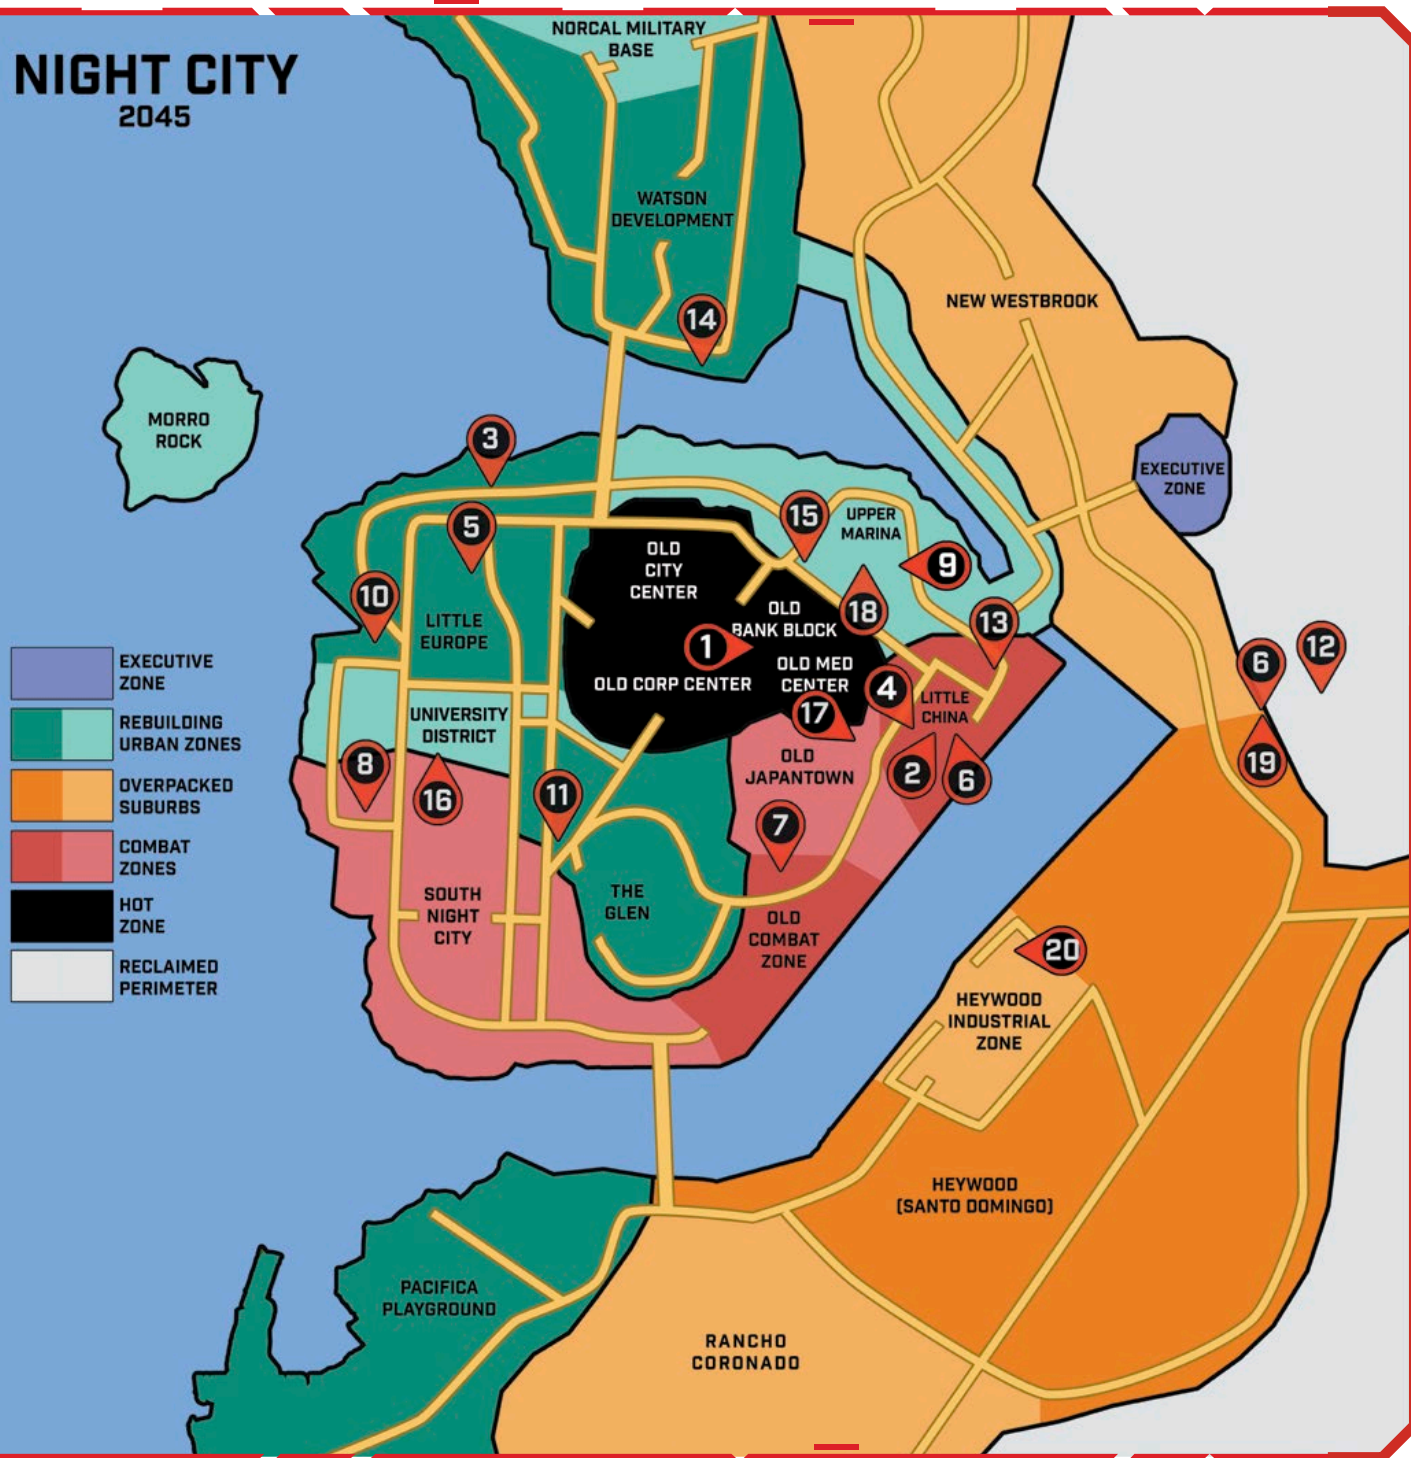 NIGHT CITY
2045
NORCAL MILITARY
BASE
WATSON
DEVELOPMENT
NEW WESTBROOK
14
MORRO
ROCK
3
EXECUTIVE
ZONE
5
15
UPPER
MARINA
OLD
CITY
CENTER
9
10
18
OLD
BANK BLOCK
13
LITTLE
EUROPE
1
12
6
OLD MED
CENTER
OLD CORP CENTER
4
LITTLE
CHINA
17
UNIVERSITY
DISTRICT
8
OLD
JAPANTOWN
2
6
19
16
11
7
SOUTH
NIGHT
CITY
THE
GLEN
OLD
COMBAT
ZONE
20
HEYWOOD
INDUSTRIAL
ZONE
HEYWOOD
(SANTO DOMINGO)
PACIFICA
PLAYGROUND
RANCHO
CORONADO
EXECUTIVE
ZONE
REBUILDING
URBAN ZONES
OVERPACKED
SUBURBS
COMBAT
ZONES
HOT
ZONE
RECLAIMED
PERIMETER